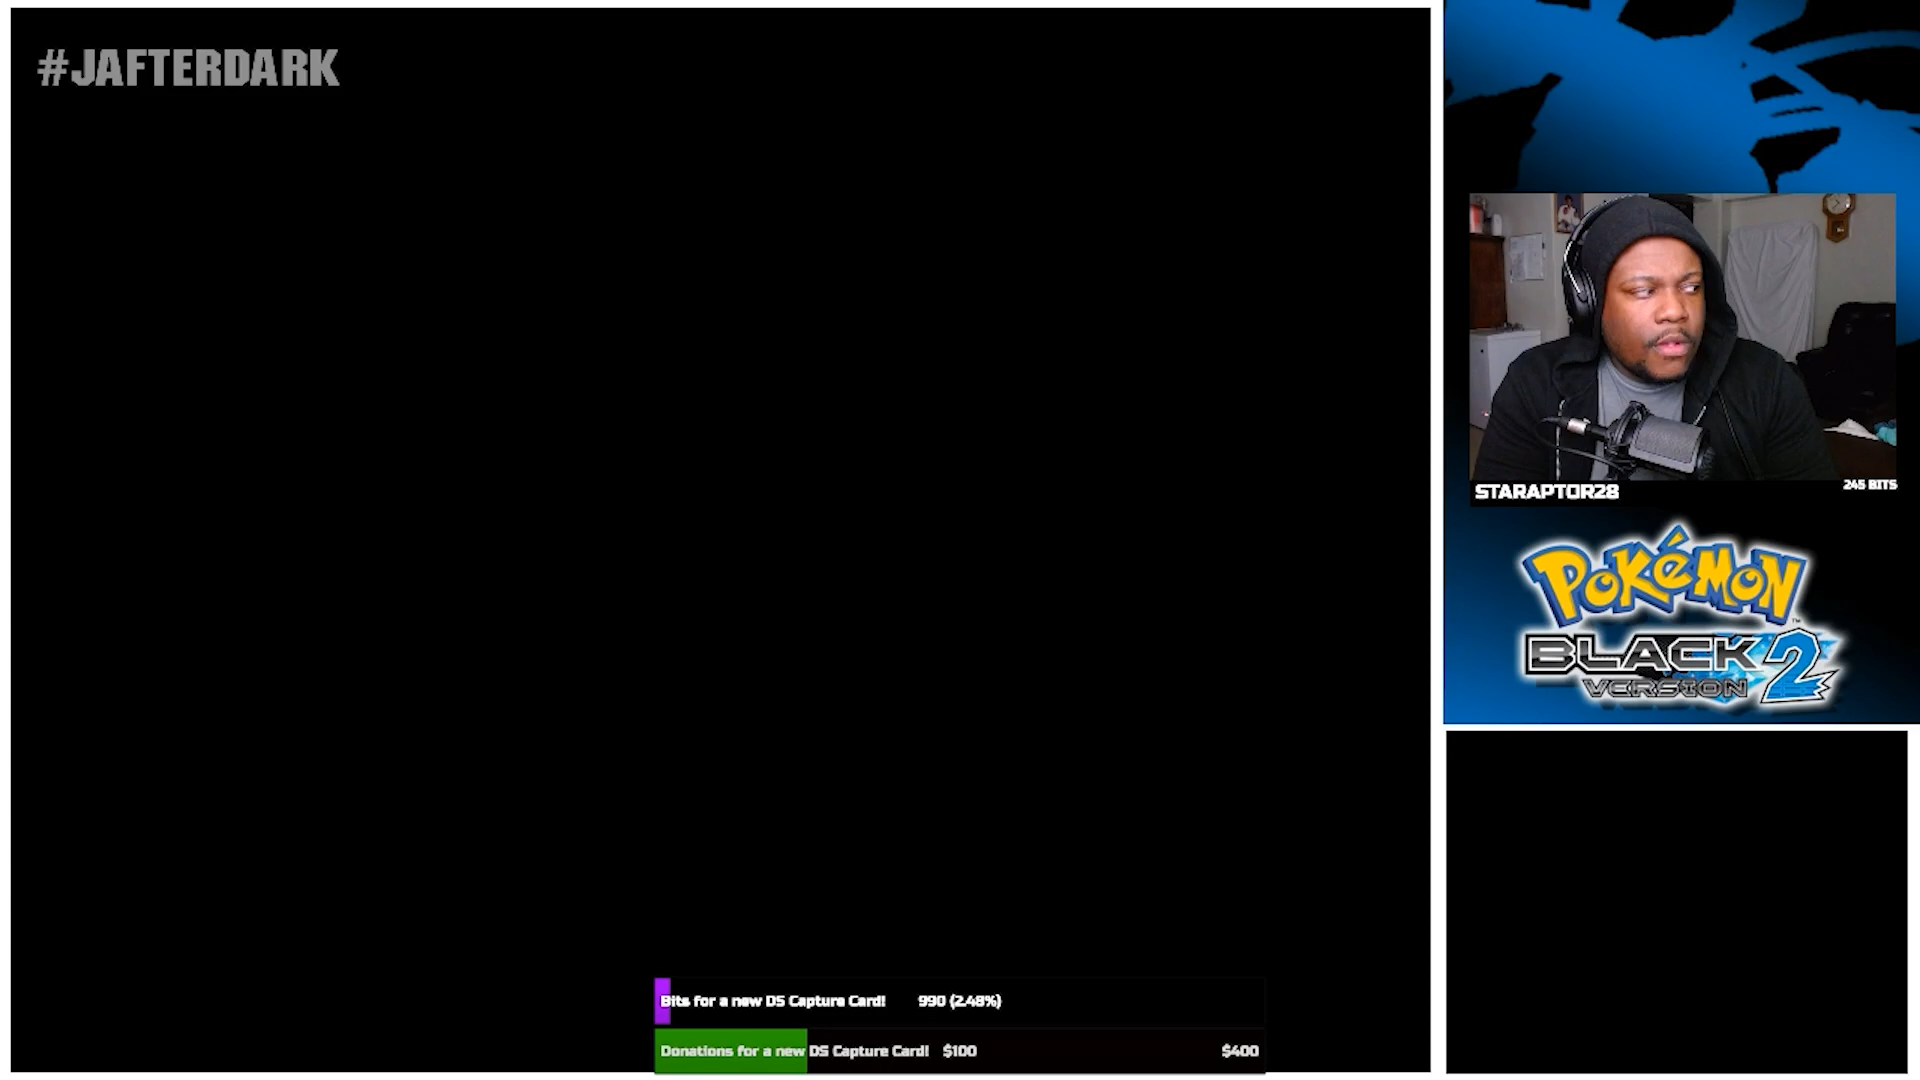 #JAFTERDARK
STARAPTOR28
245 BITS
POKéMON
BLACK 2
VERSION
Bits for a new DS Capture Card! 990 (2.48%)
Donations for a new DS Capture Card! $100 $400